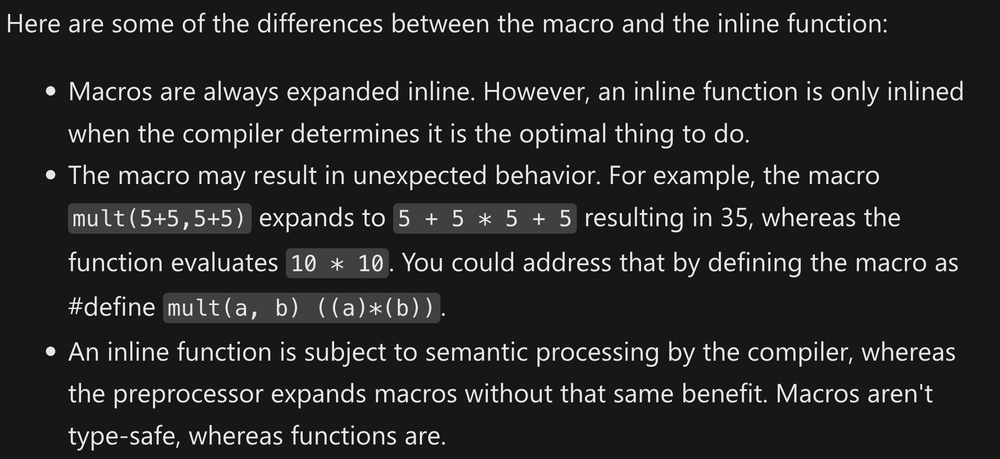 Here are some of the differences between the macro and the inline function:
• Macros are always expanded inline. However, an inline function is only inlined
when the compiler determines it is the optimal thing to do.
• The macro may result in unexpected behavior. For example, the macro
mult(5+5,5+5) expands to 5 + 5 * 5 + 5 resulting in 35, whereas the
function evaluates 10 * 10. You could address that by defining the macro as
#define mult(a, b) ((a)*(b)).
• An inline function is subject to semantic processing by the compiler, whereas
the preprocessor expands macros without that same benefit. Macros aren't
type-safe, whereas functions are.